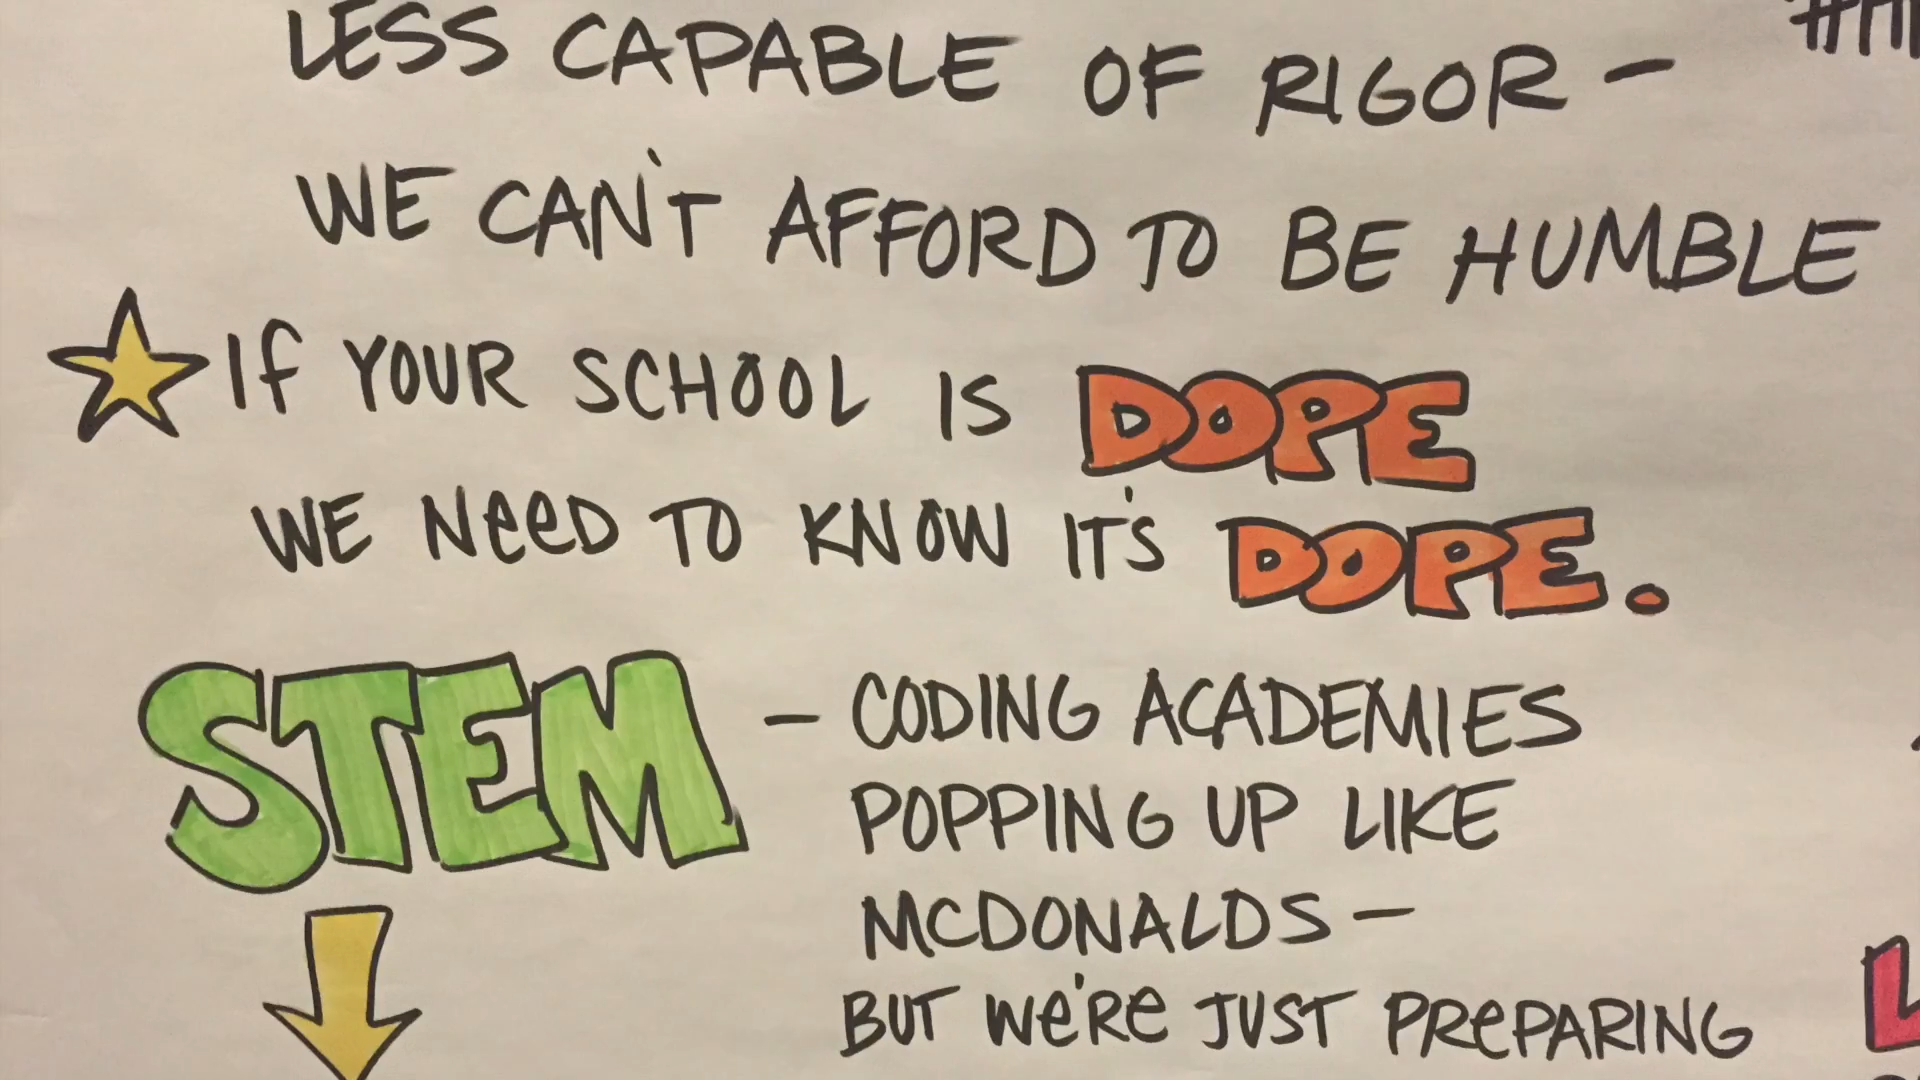 LESS CAPABLE OF RIGOR –
WE CAN'T AFFORD TO BE HUMBLE
If YOUR SCHOOL IS DOPE
WE NeeD TO KNOW IT'S DOPE.
STEM – CODING ACADEMIES
POPPING UP LIKE
MCDONALDS –
BUT We'Re JUST PRePARING